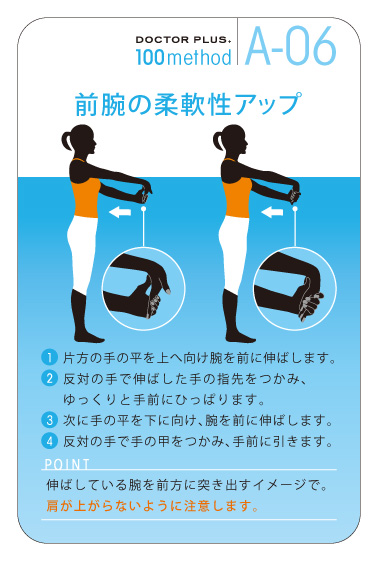 DOCTOR PLUS.
100method
A-06
前腕の柔軟性アップ
1 片方の手の平を上へ向け腕を前に伸ばします。
2 反対の手で伸ばした手の指先をつかみ、
ゆっくりと手前にひっぱります。
3 次に手の平を下に向け、腕を前に伸ばします。
4 反対の手で手の甲をつかみ、手前に引きます。
POINT
伸ばしている腕を前方に突き出すイメージで。
肩が上がらないように注意します。